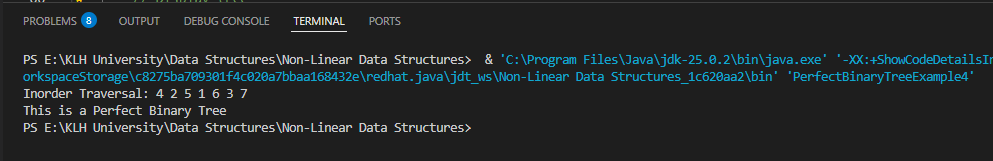 PROBLEMS 8 OUTPUT DEBUG CONSOLE TERMINAL PORTS
PS E:\KLH University\Data Structures\Non-Linear Data Structures> & 'C:\Program Files\Java\jdk-25.0.2\bin\java.exe' '-XX:+ShowCodeDetailsIn
orkspaceStorage\c8275ba709301f4c020a7bbaa168432e\redhat.java\jdt_ws\Non-Linear Data Structures_1c620aa2\bin' 'PerfectBinaryTreeExample4'
Inorder Traversal: 4 2 5 1 6 3 7
This is a Perfect Binary Tree
PS E:\KLH University\Data Structures\Non-Linear Data Structures>